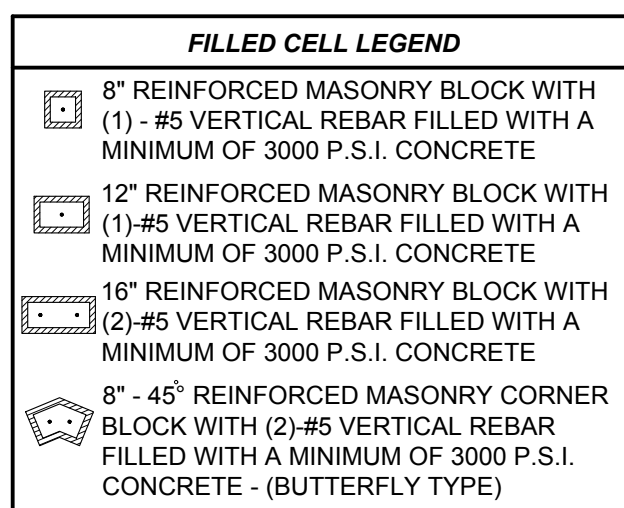 FILLED CELL LEGEND
8" REINFORCED MASONRY BLOCK WITH
(1) - #5 VERTICAL REBAR FILLED WITH A
MINIMUM OF 3000 P.S.I. CONCRETE
12" REINFORCED MASONRY BLOCK WITH
(1)-#5 VERTICAL REBAR FILLED WITH A
MINIMUM OF 3000 P.S.I. CONCRETE
16" REINFORCED MASONRY BLOCK WITH
(2)-#5 VERTICAL REBAR FILLED WITH A
MINIMUM OF 3000 P.S.I. CONCRETE
8" - 45° REINFORCED MASONRY CORNER
BLOCK WITH (2)-#5 VERTICAL REBAR
FILLED WITH A MINIMUM OF 3000 P.S.I.
CONCRETE - (BUTTERFLY TYPE)